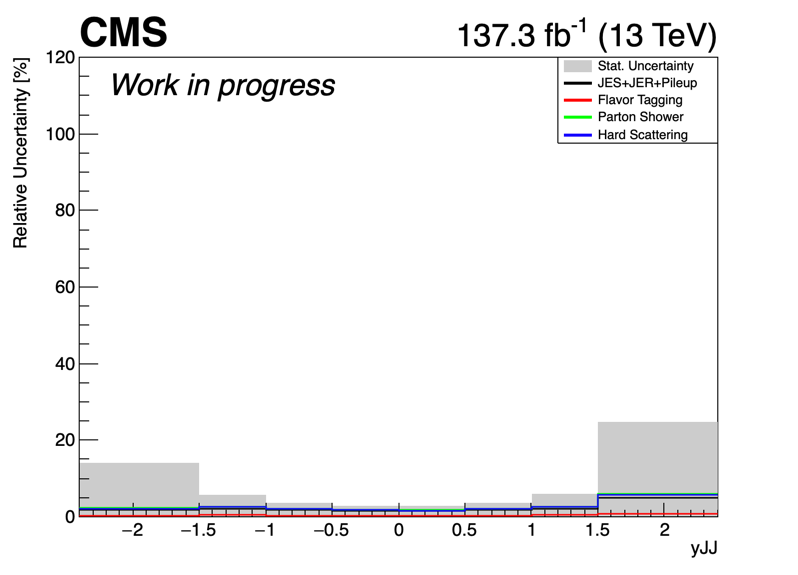 CMS
137.3 fb⁻¹ (13 TeV)
Work in progress
Stat. Uncertainty
JES+JER+Pileup
Flavor Tagging
Parton Shower
Hard Scattering
Relative Uncertainty [%]
120
100
80
60
40
20
0
−2 −1.5 −1 −0.5 0 0.5 1 1.5 2
yJJ